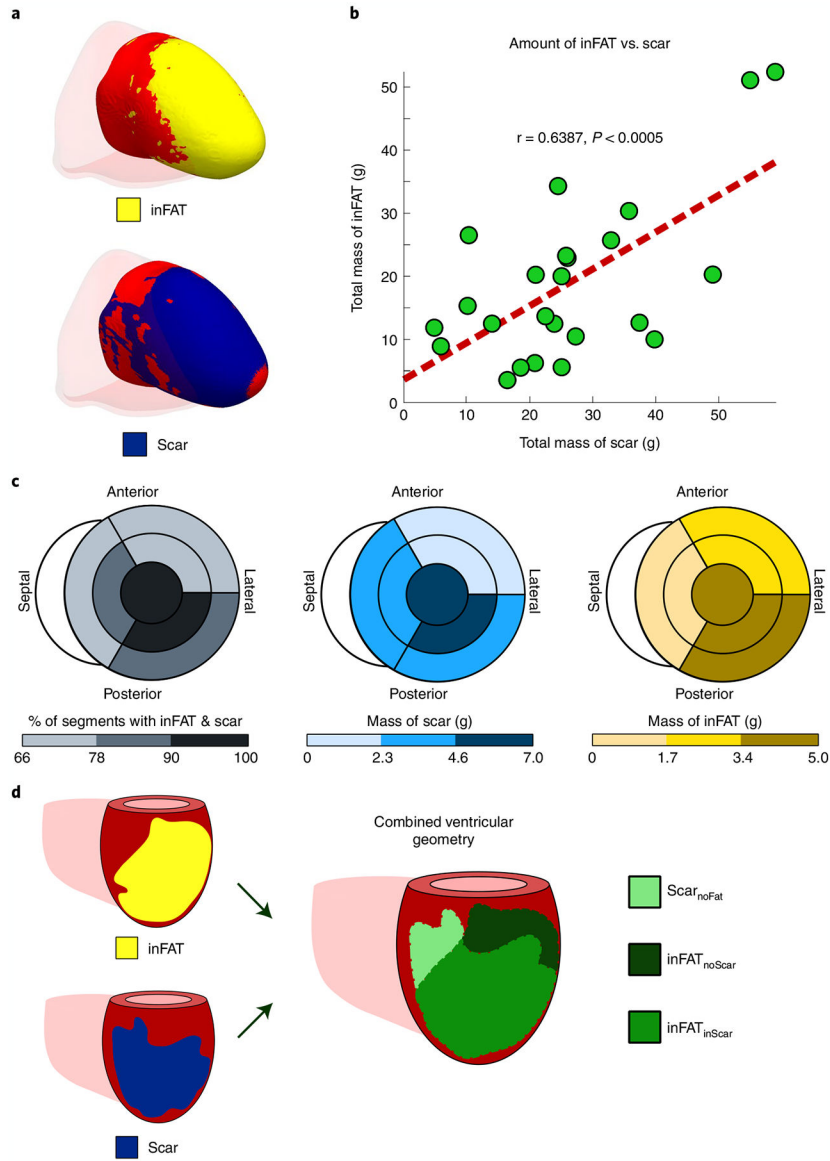 a
inFAT
Scar
b
Amount of inFAT vs. scar
r = 0.6387, P < 0.0005
Total mass of inFAT (g)
50
40
30
20
10
0
0 10 20 30 40 50
Total mass of scar (g)
c
Anterior
Septal
Lateral
Posterior
% of segments with inFAT & scar
66 78 90 100
Anterior
Septal
Lateral
Posterior
Mass of scar (g)
0 2.3 4.6 7.0
Anterior
Septal
Lateral
Posterior
Mass of inFAT (g)
0 1.7 3.4 5.0
d
inFAT
Scar
Combined ventricular
geometry
Scar_noFat
inFAT_noScar
inFAT_inScar